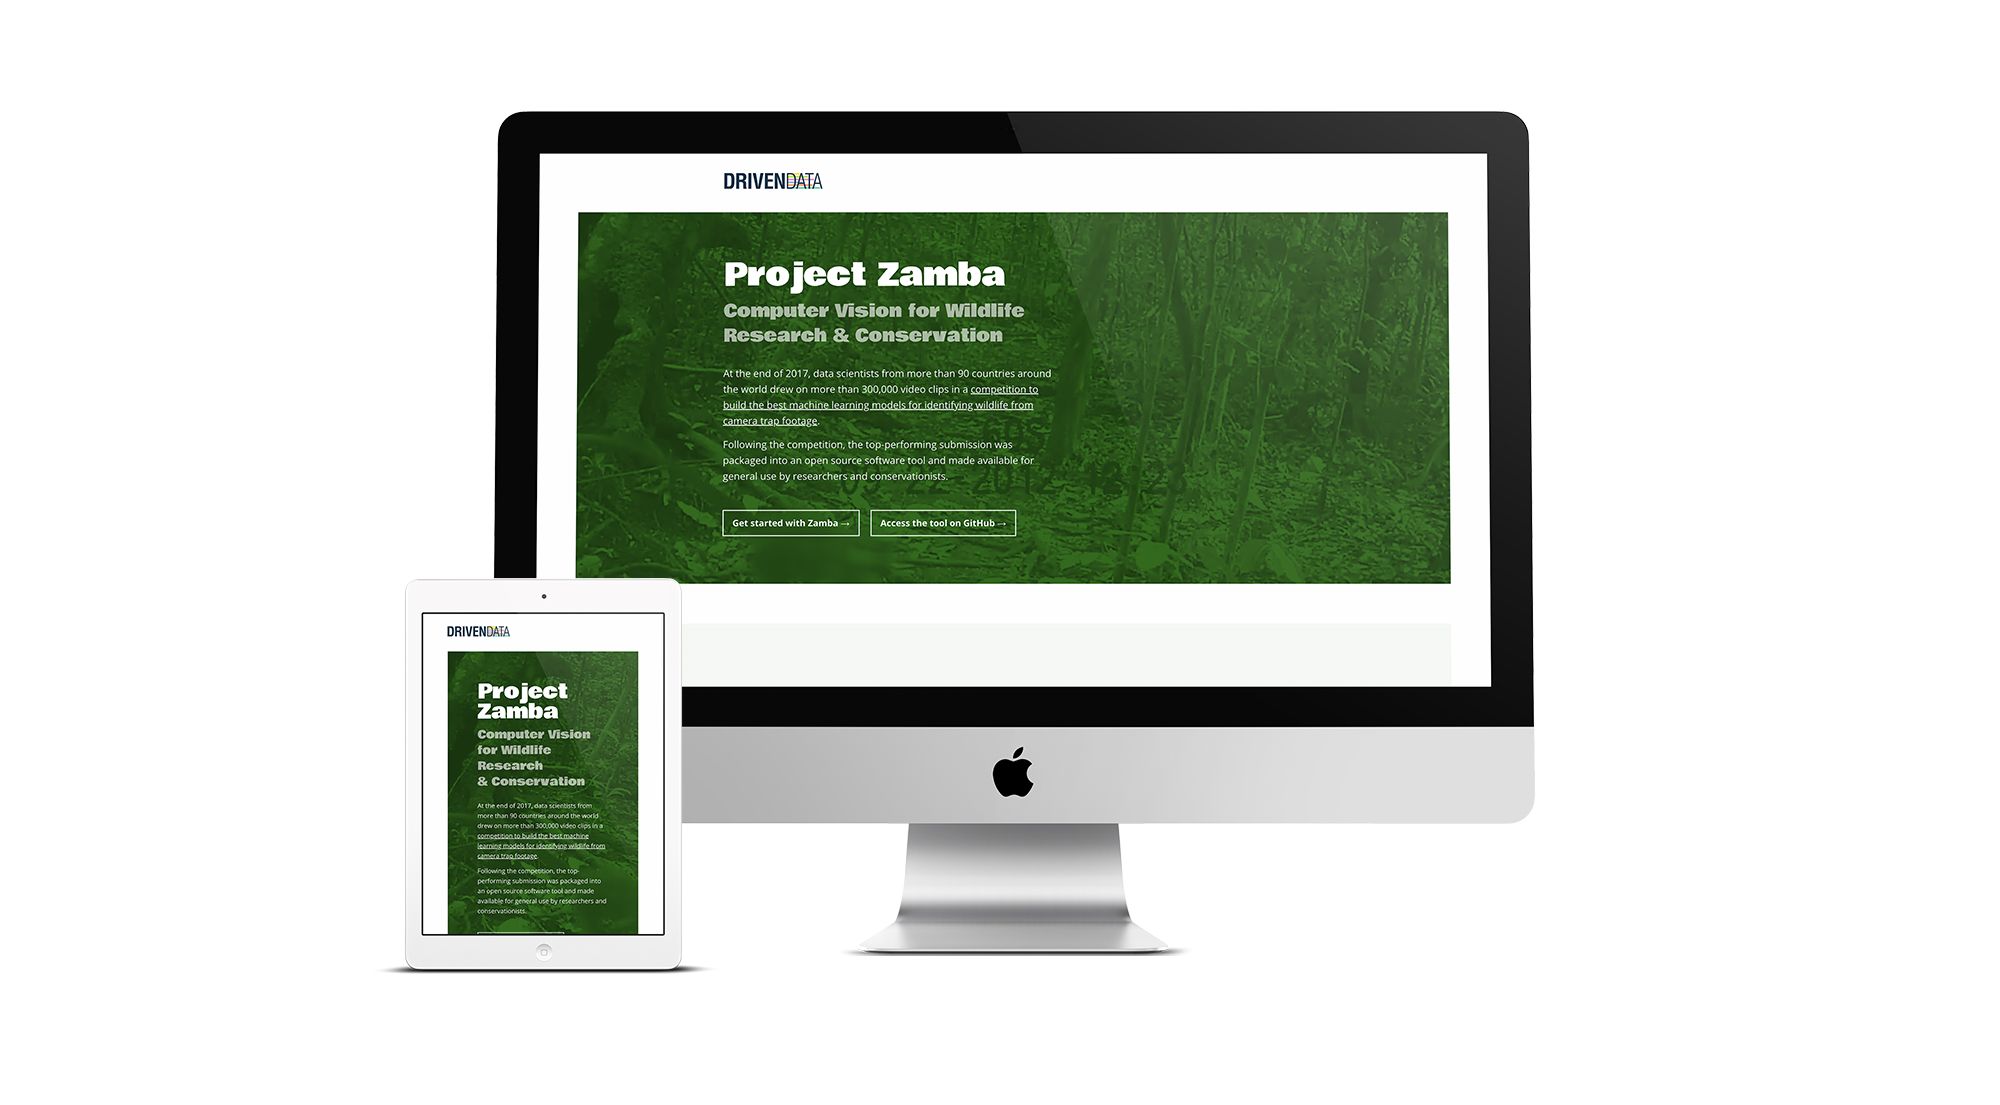 DRIVENDATA
Project Zamba
Computer Vision for Wildlife
Research & Conservation
At the end of 2017, data scientists from more than 90 countries around
the world drew on more than 300,000 video clips in a competition to
build the best machine learning models for identifying wildlife from
camera trap footage.
Following the competition, the top-performing submission was
packaged into an open source software tool and made available for
general use by researchers and conservationists.
Get started with Zamba →
Access the tool on GitHub →
DRIVENDATA
Project
Zamba
Computer Vision
for Wildlife
Research
& Conservation
At the end of 2017, data scientists from
more than 90 countries around the world
drew on more than 300,000 video clips in a
competition to build the best machine
learning models for identifying wildlife from
camera trap footage.
Following the competition, the top-
performing submission was packaged into
an open source software tool and made
available for general use by researchers and
conservationists.